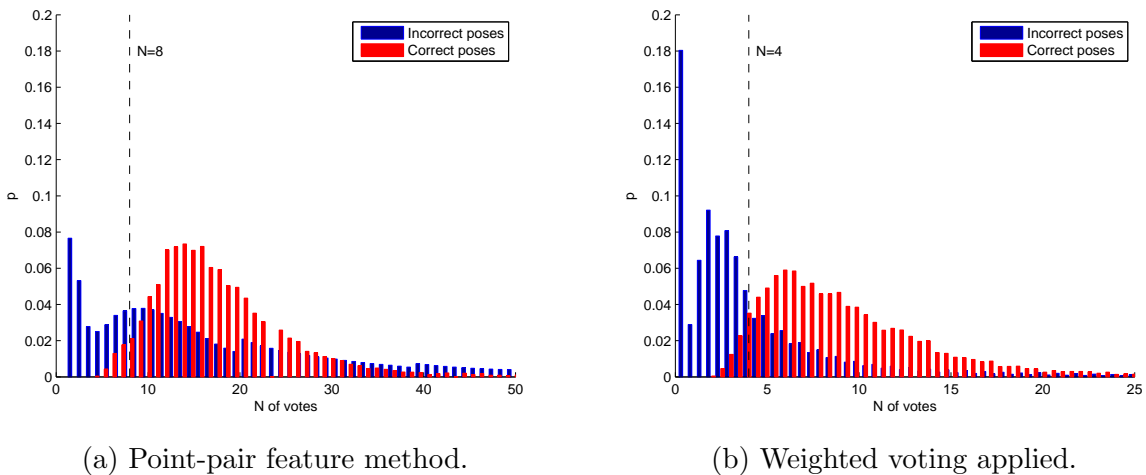 0.2
0.18
0.16
0.14
0.12
0.1
0.08
0.06
0.04
0.02
0
p
N=8
Incorrect poses
Correct poses
0 10 20 30 40 50
N of votes
(a) Point-pair feature method.
0.2
0.18
0.16
0.14
0.12
0.1
0.08
0.06
0.04
0.02
0
p
N=4
Incorrect poses
Correct poses
0 5 10 15 20 25
N of votes
(b) Weighted voting applied.